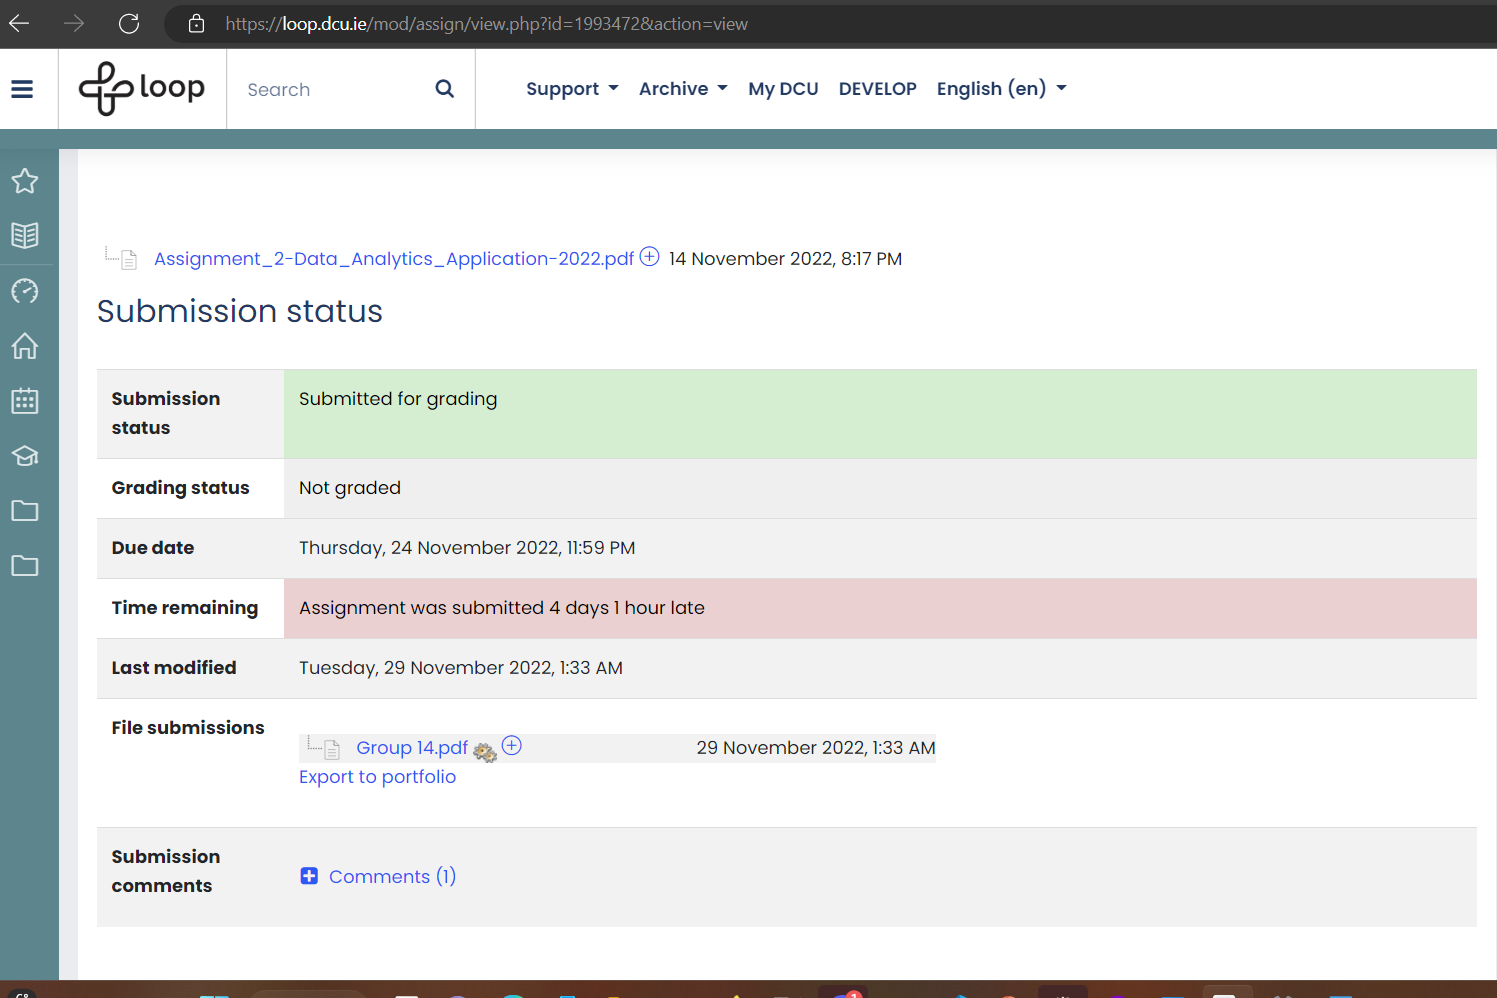 https://loop.dcu.ie/mod/assign/view.php?id=1993472&action=view
loop
Search
Support
Archive
My DCU
DEVELOP
English (en)
Assignment_2-Data_Analytics_Application-2022.pdf 14 November 2022, 8:17 PM
Submission status
Submission status
Submitted for grading
Grading status
Not graded
Due date
Thursday, 24 November 2022, 11:59 PM
Time remaining
Assignment was submitted 4 days 1 hour late
Last modified
Tuesday, 29 November 2022, 1:33 AM
File submissions
Group 14.pdf
29 November 2022, 1:33 AM
Export to portfolio
Submission comments
Comments (1)